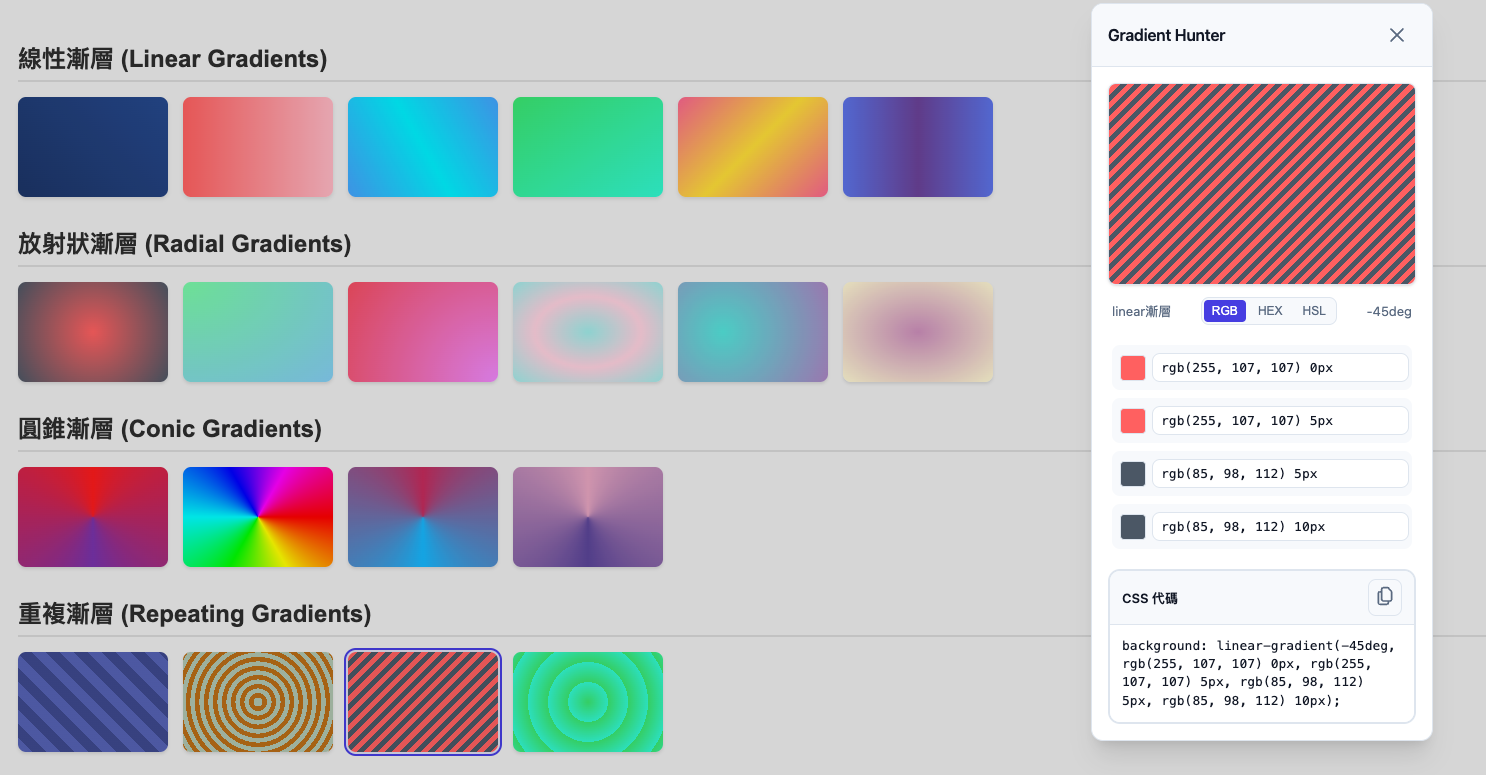 線性漸層 (Linear Gradients)
放射狀漸層 (Radial Gradients)
圓錐漸層 (Conic Gradients)
重複漸層 (Repeating Gradients)
Gradient Hunter
linear漸層
RGB
HEX
HSL
-45deg
rgb(255, 107, 107) 0px
rgb(255, 107, 107) 5px
rgb(85, 98, 112) 5px
rgb(85, 98, 112) 10px
CSS 代碼
background: linear-gradient(-45deg,
rgb(255, 107, 107) 0px, rgb(255,
107, 107) 5px, rgb(85, 98, 112)
5px, rgb(85, 98, 112) 10px);